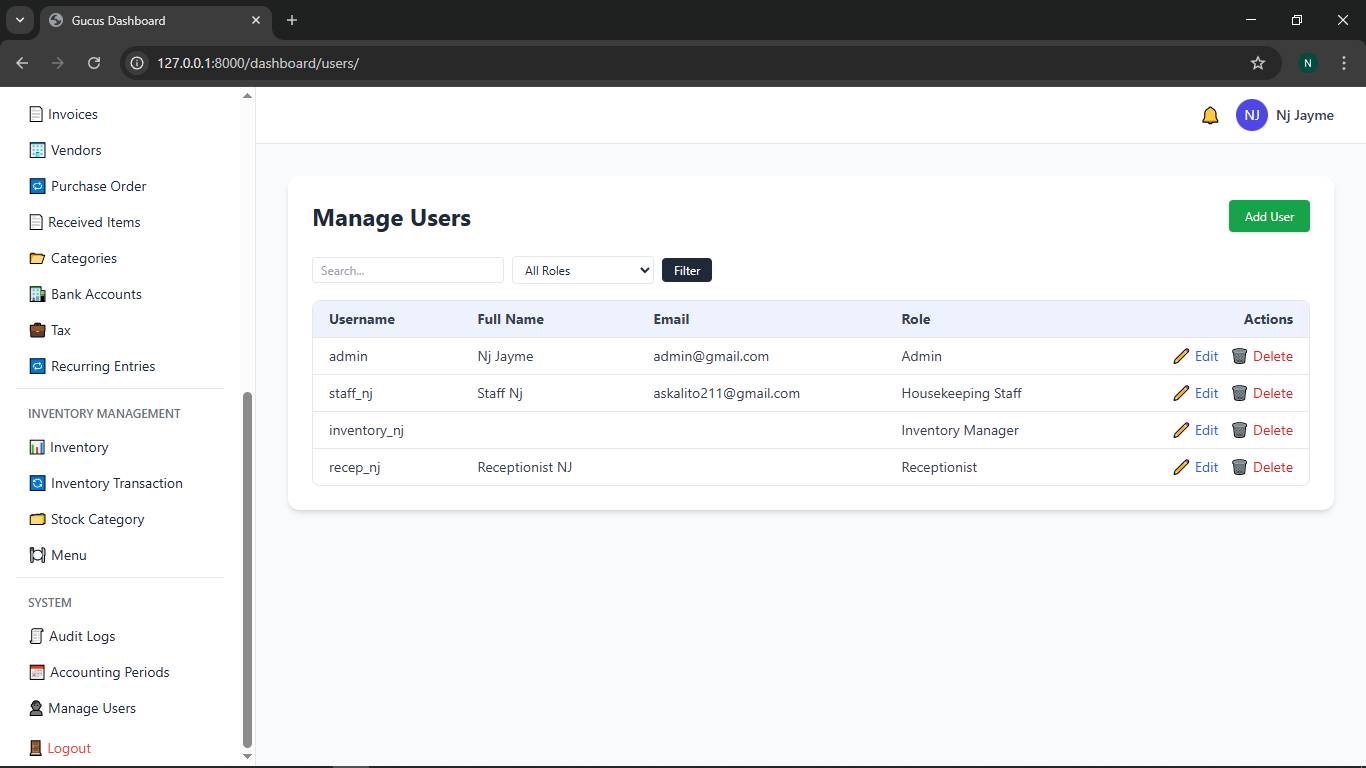 Gucus Dashboard
127.0.0.1:8000/dashboard/users/
N
Invoices
Vendors
Purchase Order
Received Items
Categories
Bank Accounts
Tax
Recurring Entries
INVENTORY MANAGEMENT
Inventory
Inventory Transaction
Stock Category
Menu
SYSTEM
Audit Logs
Accounting Periods
Manage Users
Logout
NJ Nj Jayme
Manage Users
Add User
Search... All Roles Filter
Username Full Name Email Role Actions
admin Nj Jayme admin@gmail.com Admin Edit Delete
staff_nj Staff Nj askalito211@gmail.com Housekeeping Staff Edit Delete
inventory_nj Inventory Manager Edit Delete
recep_nj Receptionist NJ Receptionist Edit Delete